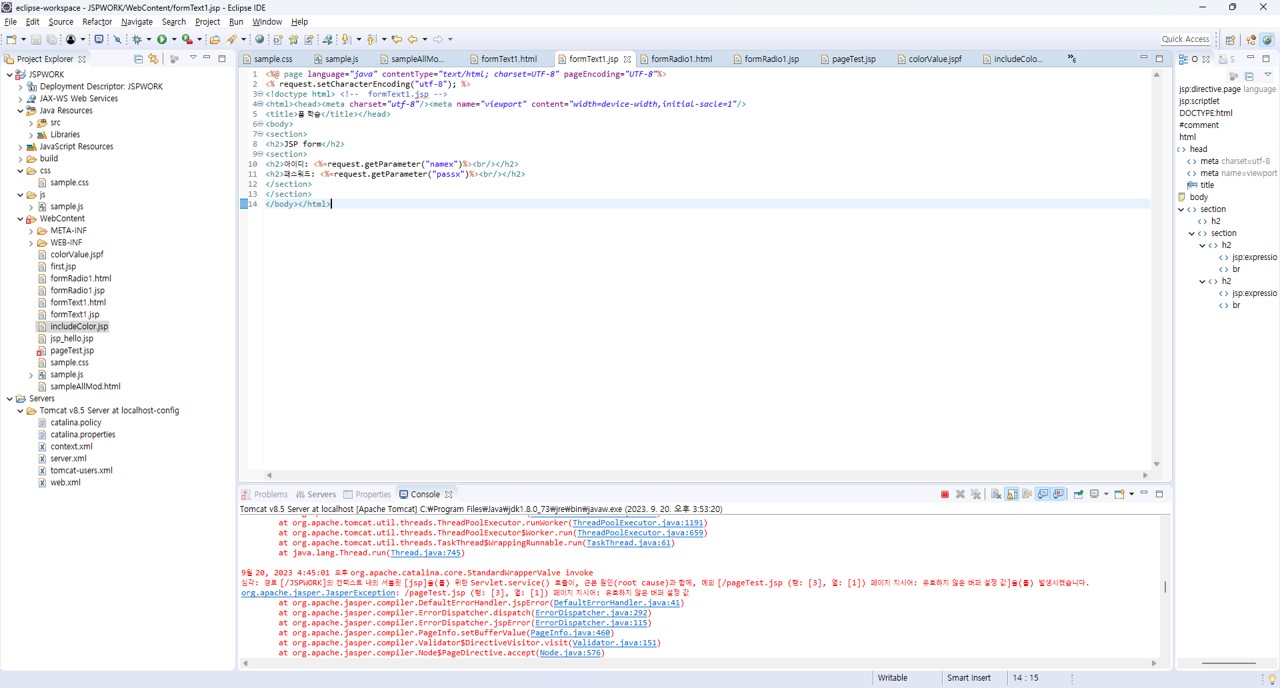 eclipse-workspace - JSPWORK/WebContent/formText1.jsp - Eclipse IDE
File Edit Source Refactor Navigate Search Project Run Window Help
Quick Access
Project Explorer
sample.css sample.js sampleAllMo... formText1.html formText1.jsp formRadio1.html formRadio1.jsp pageTest.jsp colorValue.jspf includeColo... »6
O S
JSPWORK
Deployment Descriptor: JSPWORK
JAX-WS Web Services
Java Resources
src
Libraries
JavaScript Resources
build
css
sample.css
js
sample.js
WebContent
META-INF
WEB-INF
colorValue.jspf
first.jsp
formRadio1.html
formRadio1.jsp
formText1.html
formText1.jsp
includeColor.jsp
jsp_hello.jsp
pageTest.jsp
sample.css
sample.js
sampleAllMod.html
Servers
Tomcat v8.5 Server at localhost-config
catalina.policy
catalina.properties
context.xml
server.xml
tomcat-users.xml
web.xml
1 <%@ page language="java" contentType="text/html; charset=UTF-8" pageEncoding="UTF-8"%>
2 <% request.setCharacterEncoding("utf-8"); %>
3 <!doctype html> <!--  formText1.jsp -->
4 <html><head><meta charset="utf-8"/><meta name="viewport" content="width=device-width,initial-sacle=1"/>
5 <title>폼 학습</title></head>
6 <body>
7 <section>
8 <h2>JSP form</h2>
9 <section>
10 <h2>아이디: <%=request.getParameter("namex")%><br/></h2>
11 <h2>패스워드: <%=request.getParameter("passx")%><br/></h2>
12 </section>
13 </section>
14 </body></html>
jsp:directive.page language
jsp:scriptlet
DOCTYPE:html
#comment
html
head
meta charset=utf-8
meta name=viewport
title
body
section
h2
section
h2
jsp:expressio
br
h2
jsp:expressio
br
Problems Servers Properties Console
Tomcat v8.5 Server at localhost [Apache Tomcat] C:₩Program Files₩Java₩jdk1.8.0_73₩jre₩bin₩javaw.exe (2023. 9. 20. 오후 3:53:20)
at org.apache.tomcat.util.threads.ThreadPoolExecutor.runWorker(ThreadPoolExecutor.java:1191)
at org.apache.tomcat.util.threads.ThreadPoolExecutor$Worker.run(ThreadPoolExecutor.java:659)
at org.apache.tomcat.util.threads.TaskThread$WrappingRunnable.run(TaskThread.java:61)
at java.lang.Thread.run(Thread.java:745)
9월 20, 2023 4:45:01 오후 org.apache.catalina.core.StandardWrapperValve invoke
심각: 경로 [/JSPWORK]의 컨텍스트 내의 서블릿 [jsp]을(를) 위한 Servlet.service() 호출이, 근본 원인(root cause)과 함께, 예외 [/pageTest.jsp (행: [3], 열: [1]) 페이지 지시어: 유효하지 않은 버퍼 설정 값]을(를) 발생시켰습니다.
org.apache.jasper.JasperException: /pageTest.jsp (행: [3], 열: [1]) 페이지 지시어: 유효하지 않은 버퍼 설정 값
at org.apache.jasper.compiler.DefaultErrorHandler.jspError(DefaultErrorHandler.java:41)
at org.apache.jasper.compiler.ErrorDispatcher.dispatch(ErrorDispatcher.java:292)
at org.apache.jasper.compiler.ErrorDispatcher.jspError(ErrorDispatcher.java:115)
at org.apache.jasper.compiler.PageInfo.setBufferValue(PageInfo.java:460)
at org.apache.jasper.compiler.Validator$DirectiveVisitor.visit(Validator.java:151)
at org.apache.jasper.compiler.Node$PageDirective.accept(Node.java:576)
Writable Smart Insert 14 : 15